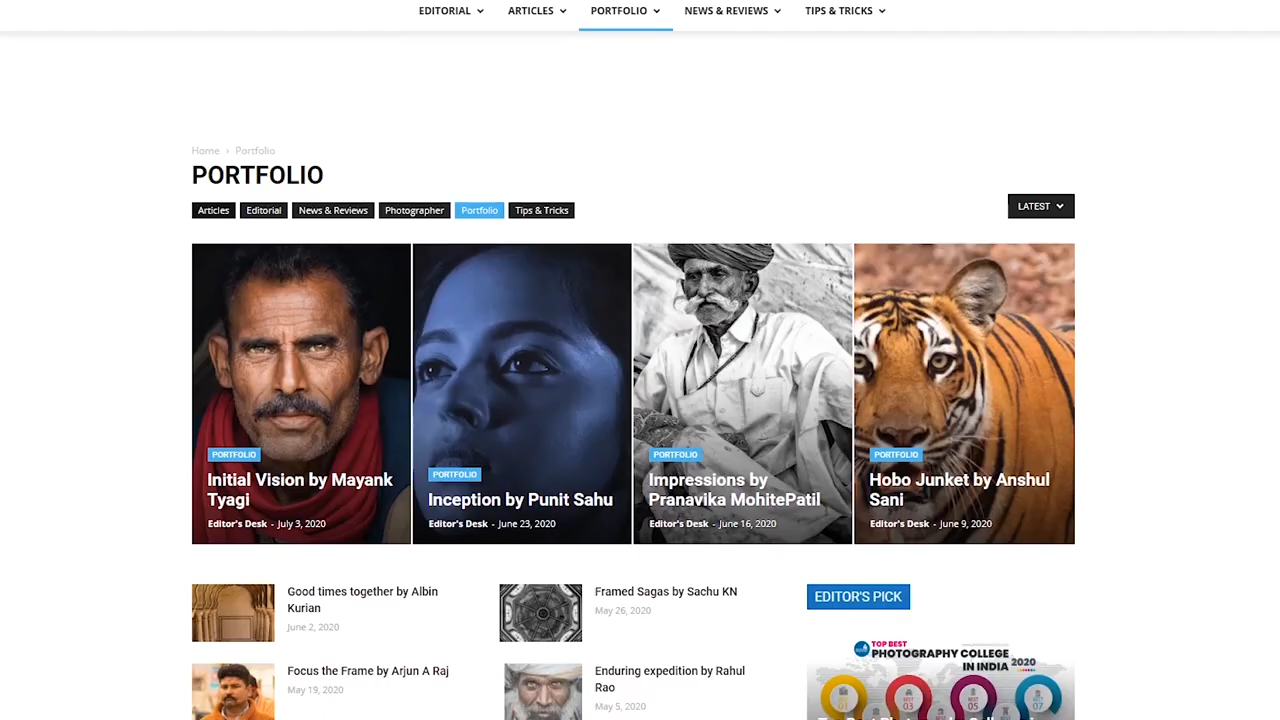 EDITORIAL ARTICLES PORTFOLIO NEWS & REVIEWS TIPS & TRICKS
Home › Portfolio
PORTFOLIO
Articles Editorial News & Reviews Photographer Portfolio Tips & Tricks
LATEST
PORTFOLIO
Initial Vision by Mayank
Tyagi
Editor's Desk - July 3, 2020
PORTFOLIO
Inception by Punit Sahu
Editor's Desk - June 23, 2020
PORTFOLIO
Impressions by
Pranavika MohitePatil
Editor's Desk - June 16, 2020
PORTFOLIO
Hobo Junket by Anshul
Sani
Editor's Desk - June 9, 2020
Good times together by Albin
Kurian
June 2, 2020
Framed Sagas by Sachu KN
May 26, 2020
Focus the Frame by Arjun A Raj
May 19, 2020
Enduring expedition by Rahul
Rao
May 5, 2020
EDITOR'S PICK
TOP BEST
PHOTOGRAPHY COLLEGE
IN INDIA 2020
01 03 05 07